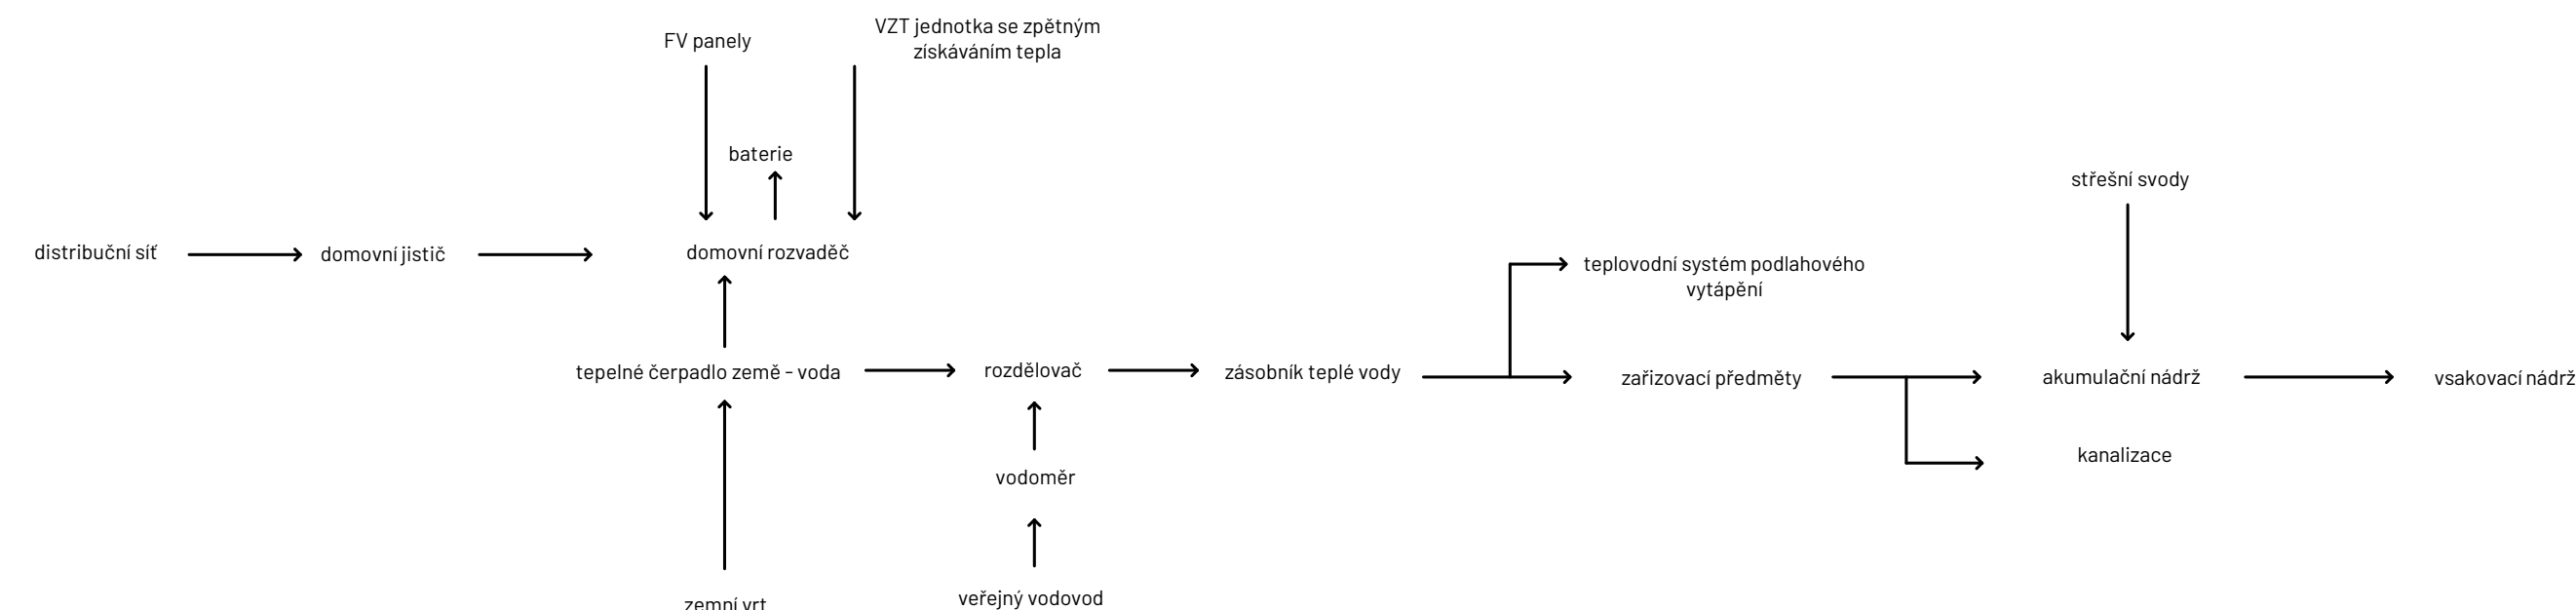 FV panely
VZT jednotka se zpětným
získáváním tepla
baterie
střešní svody
distribuční síť
domovní jistič
domovní rozvaděč
teplovodní systém podlahového
vytápění
tepelné čerpadlo země - voda
rozdělovač
zásobník teplé vody
zařizovací předměty
akumulační nádrž
vsakovací nádrž
kanalizace
vodoměr
veřejný vodovod
zemní vrt